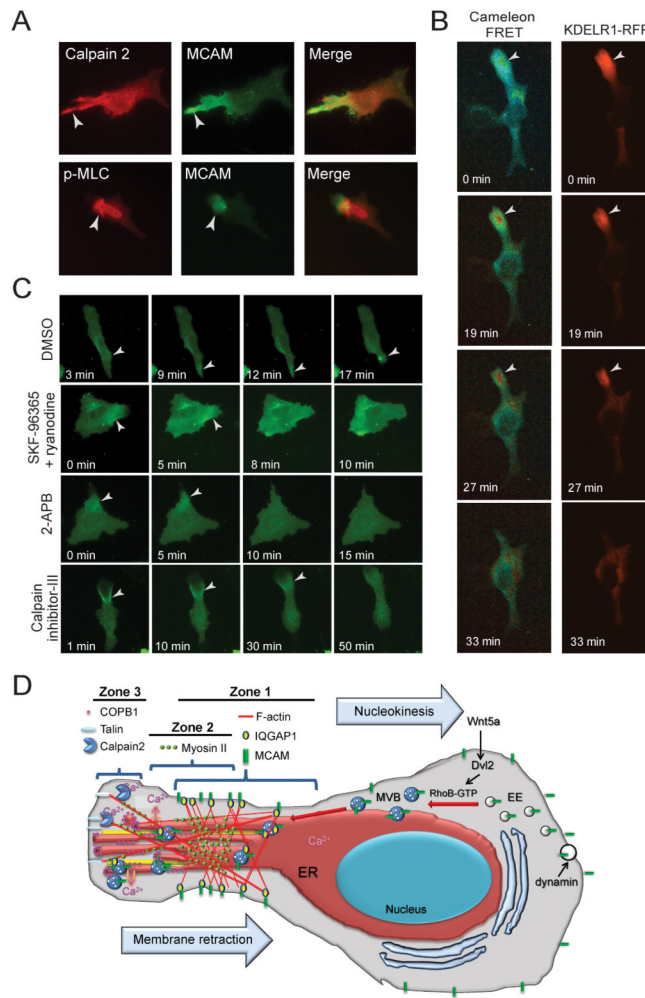 A
Calpain 2
MCAM
Merge
p-MLC
MCAM
Merge
B
Cameleon
FRET
KDELR1-RFP
0 min
0 min
19 min
19 min
27 min
27 min
33 min
33 min
C
DMSO
3 min
9 min
12 min
17 min
SKF-96365
+ ryanodine
0 min
5 min
8 min
10 min
2-APB
0 min
5 min
10 min
15 min
Calpain
inhibitor-III
1 min
10 min
30 min
50 min
D
Zone 3
COPB1
Talin
Calpain2
Zone 1
Zone 2
Myosin II
F-actin
IQGAP1
MCAM
Nucleokinesis
Wnt5a
Dvl2
RhoB-GTP
MVB
EE
dynamin
Ca2+
Ca2+
Ca2+
Ca2+
Ca2+
ER
Nucleus
Membrane retraction